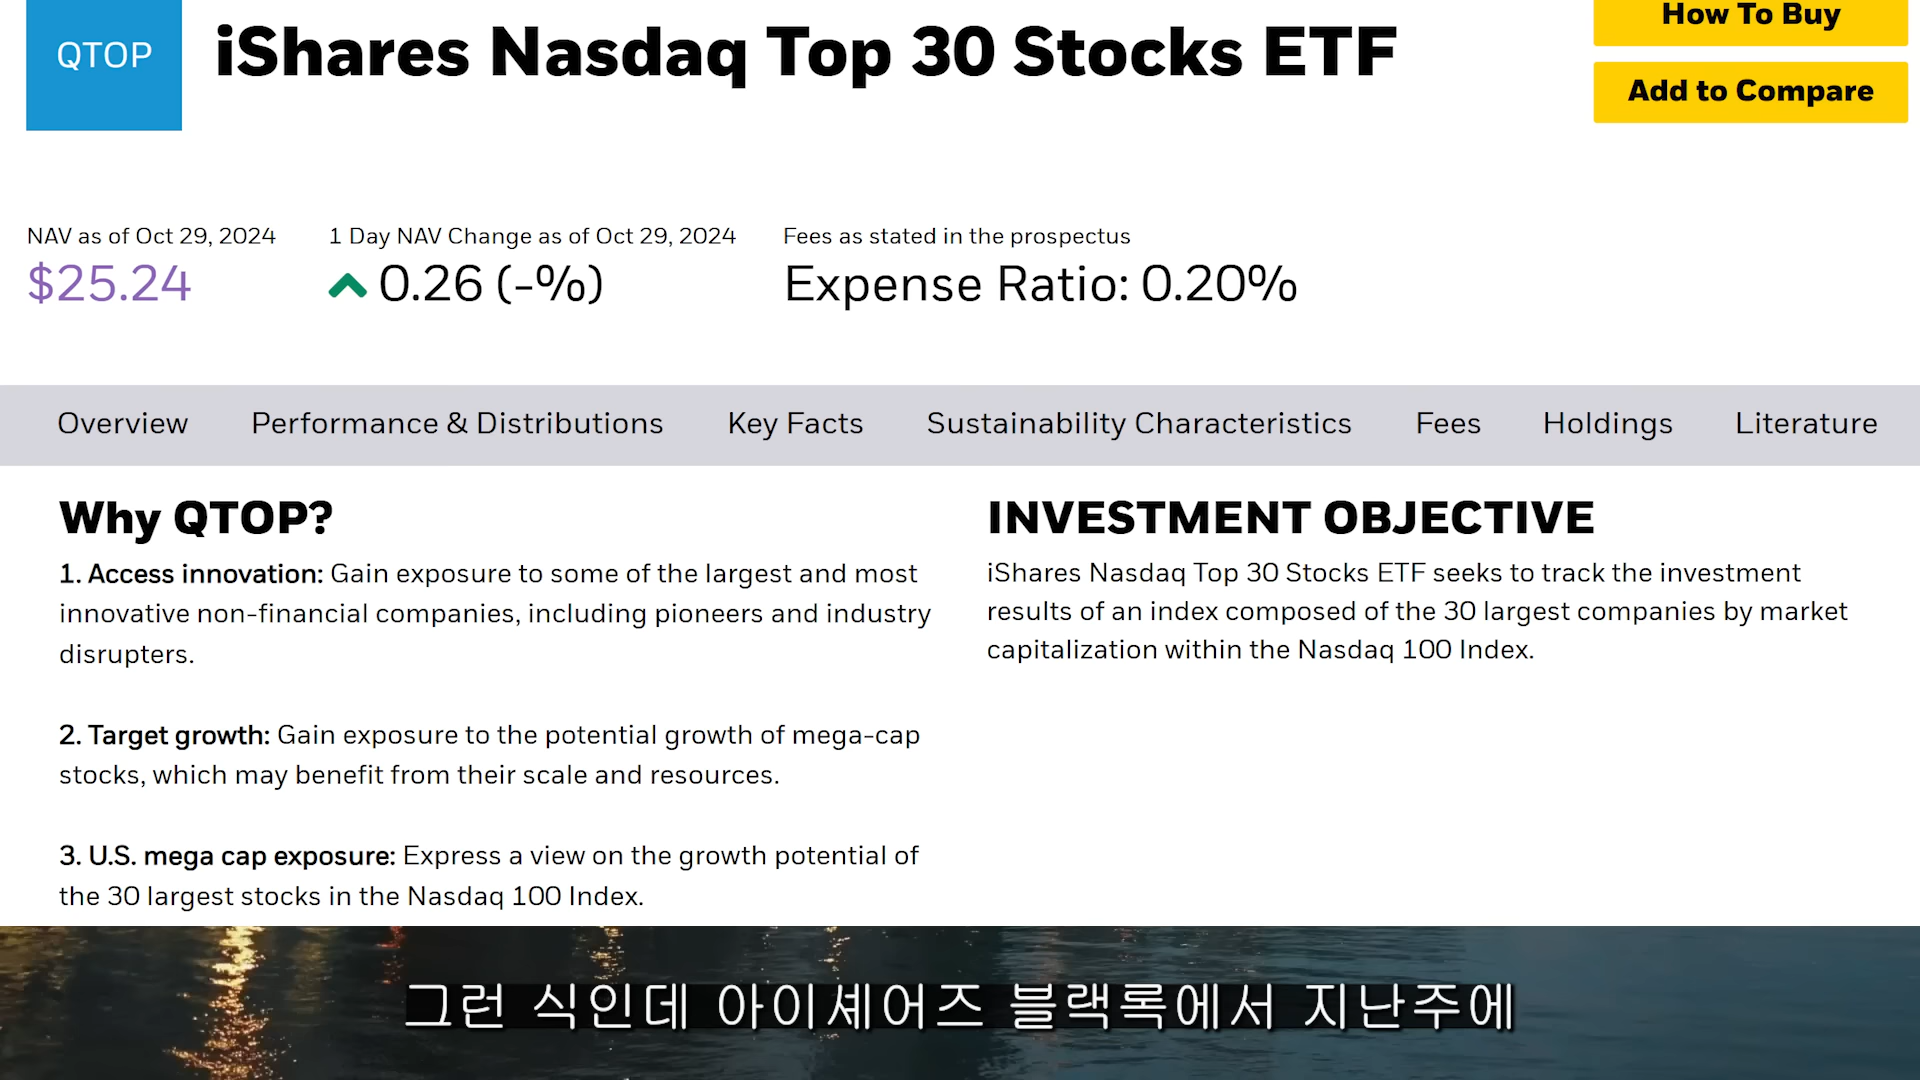 QTOP
iShares Nasdaq Top 30 Stocks ETF
How To Buy
Add to Compare
NAV as of Oct 29, 2024
$25.24
1 Day NAV Change as of Oct 29, 2024
0.26 (-%)
Fees as stated in the prospectus
Expense Ratio: 0.20%
Overview Performance & Distributions Key Facts Sustainability Characteristics Fees Holdings Literature
Why QTOP?
1. Access innovation: Gain exposure to some of the largest and most
innovative non-financial companies, including pioneers and industry
disrupters.
2. Target growth: Gain exposure to the potential growth of mega-cap
stocks, which may benefit from their scale and resources.
3. U.S. mega cap exposure: Express a view on the growth potential of
the 30 largest stocks in the Nasdaq 100 Index.
INVESTMENT OBJECTIVE
iShares Nasdaq Top 30 Stocks ETF seeks to track the investment
results of an index composed of the 30 largest companies by market
capitalization within the Nasdaq 100 Index.
그런 식인데 아이셰어즈 블랙록에서 지난주에